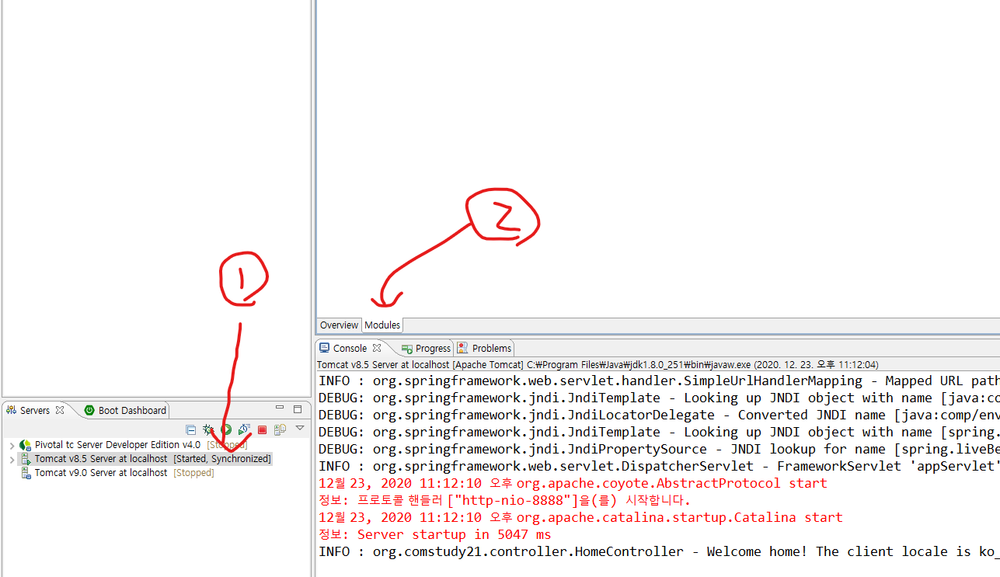 2
1
Overview Modules
Console Progress Problems
Tomcat v8.5 Server at localhost [Apache Tomcat] C:₩Program Files₩Java₩jdk1.8.0_251₩bin₩javaw.exe (2020. 12. 23. 오후 11:12:04)
INFO : org.springframework.web.servlet.handler.SimpleUrlHandlerMapping - Mapped URL path
DEBUG: org.springframework.jndi.JndiTemplate - Looking up JNDI object with name [java:co
DEBUG: org.springframework.jndi.JndiLocatorDelegate - Converted JNDI name [java:comp/env
DEBUG: org.springframework.jndi.JndiTemplate - Looking up JNDI object with name [spring.
DEBUG: org.springframework.jndi.JndiPropertySource - JNDI lookup for name [spring.liveBe
INFO : org.springframework.web.servlet.DispatcherServlet - FrameworkServlet 'appServlet'
12월 23, 2020 11:12:10 오후 org.apache.coyote.AbstractProtocol start
정보: 프로토콜 핸들러 ["http-nio-8888"]을(를) 시작합니다.
12월 23, 2020 11:12:10 오후 org.apache.catalina.startup.Catalina start
정보: Server startup in 5047 ms
INFO : org.comstudy21.controller.HomeController - Welcome home! The client locale is ko_
Servers Boot Dashboard
Pivotal tc Server Developer Edition v4.0 [Stopped]
Tomcat v8.5 Server at localhost [Started, Synchronized]
Tomcat v9.0 Server at localhost [Stopped]